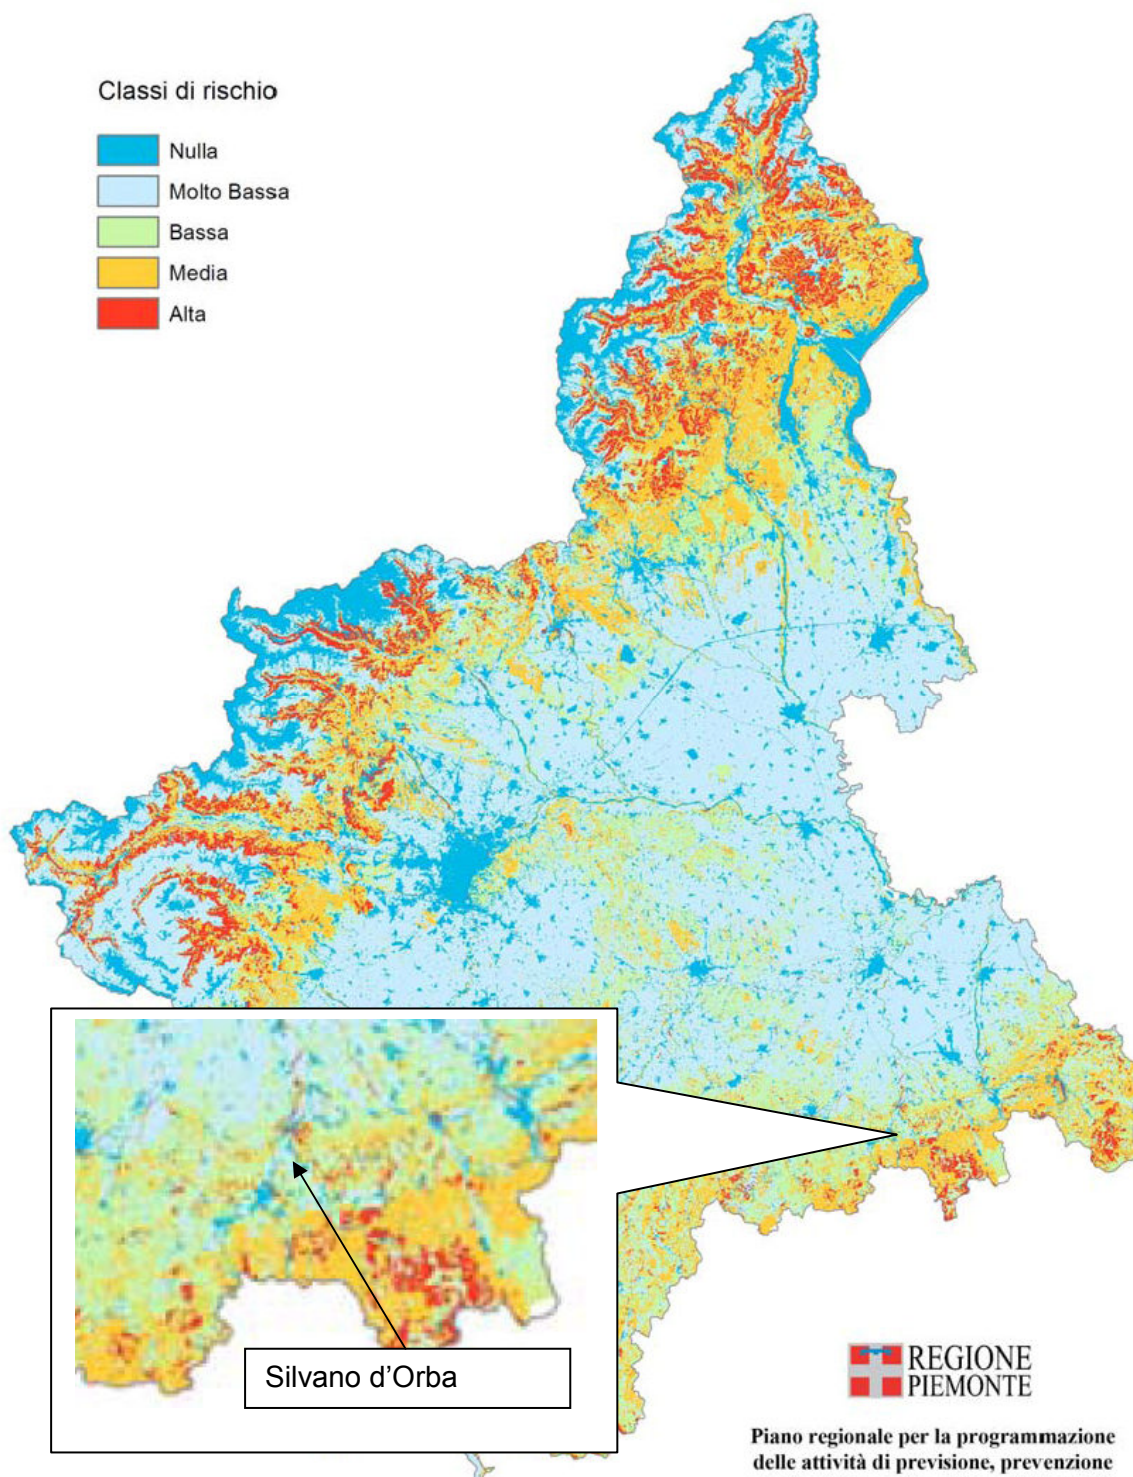 Classi di rischio
Nulla
Molto Bassa
Bassa
Media
Alta
Silvano d’Orba
REGIONE
PIEMONTE
Piano regionale per la programmazione
delle attività di previsione, prevenzione